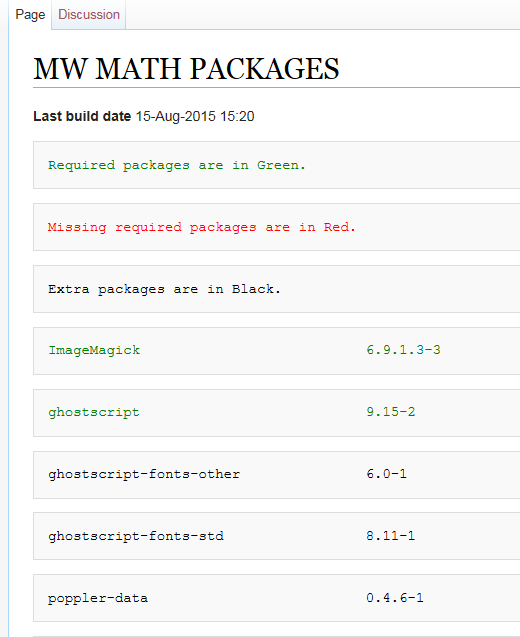 Page Discussion
MW MATH PACKAGES
Last build date 15-Aug-2015 15:20
Required packages are in Green.
Missing required packages are in Red.
Extra packages are in Black.
ImageMagick 6.9.1.3-3
ghostscript 9.15-2
ghostscript-fonts-other 6.0-1
ghostscript-fonts-std 8.11-1
poppler-data 0.4.6-1